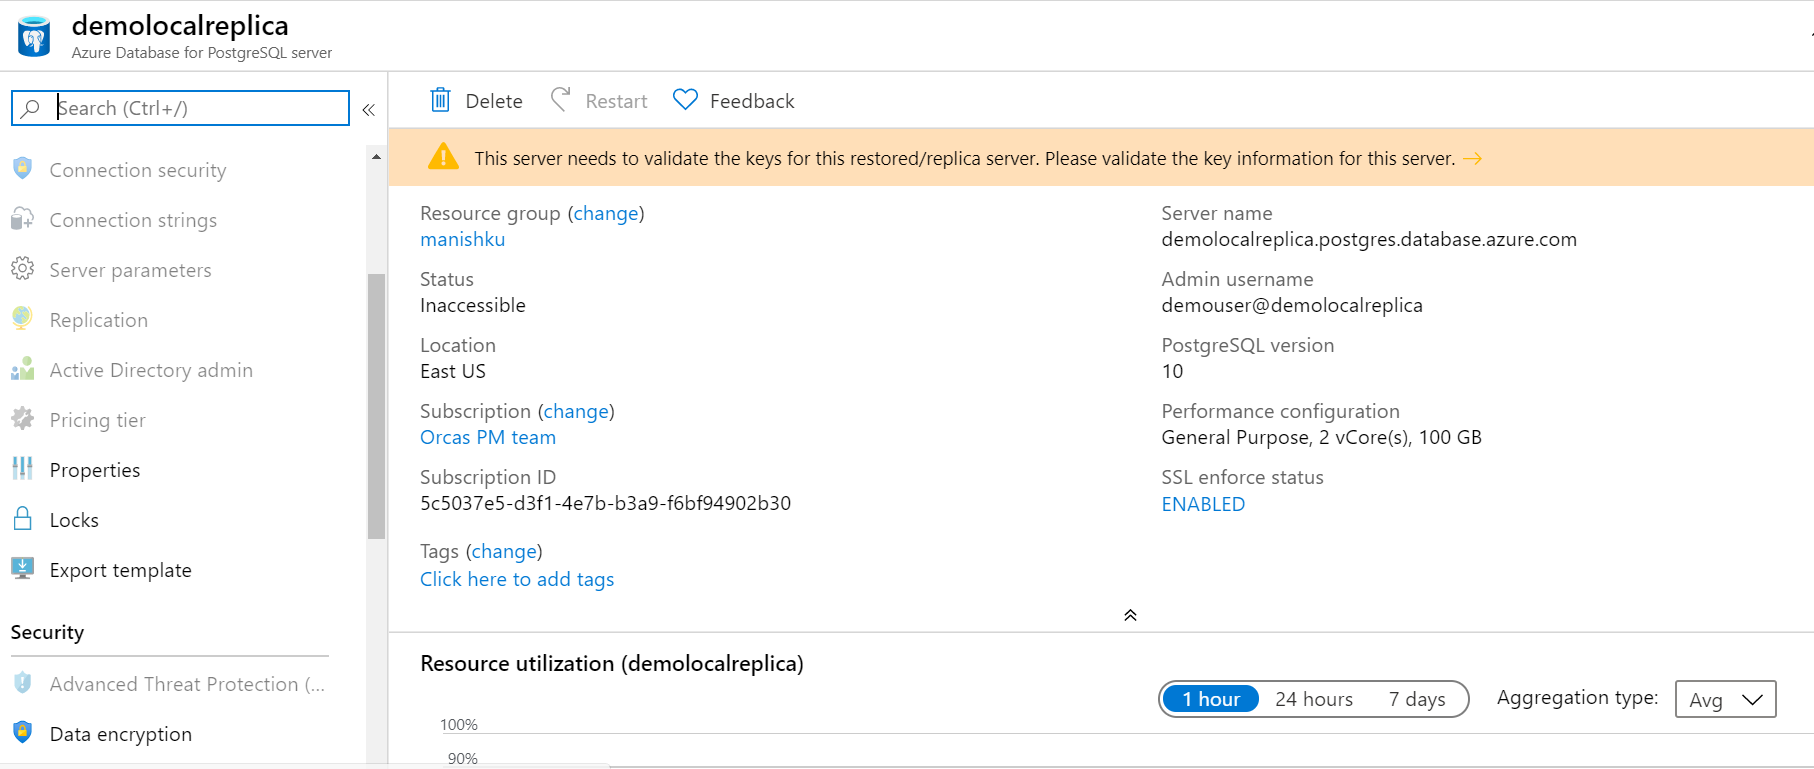 demolocalreplica
Azure Database for PostgreSQL server
Search (Ctrl+/)
«
Connection security
Connection strings
Server parameters
Replication
Active Directory admin
Pricing tier
Properties
Locks
Export template
Security
Advanced Threat Protection (...
Data encryption
Delete
Restart
Feedback
This server needs to validate the keys for this restored/replica server. Please validate the key information for this server. →
Resource group (change)
manishku
Status
Inaccessible
Location
East US
Subscription (change)
Orcas PM team
Subscription ID
5c5037e5-d3f1-4e7b-b3a9-f6bf94902b30
Tags (change)
Click here to add tags
Server name
demolocalreplica.postgres.database.azure.com
Admin username
demouser@demolocalreplica
PostgreSQL version
10
Performance configuration
General Purpose, 2 vCore(s), 100 GB
SSL enforce status
ENABLED
Resource utilization (demolocalreplica)
1 hour 24 hours 7 days
Aggregation type: Avg
100%
90%